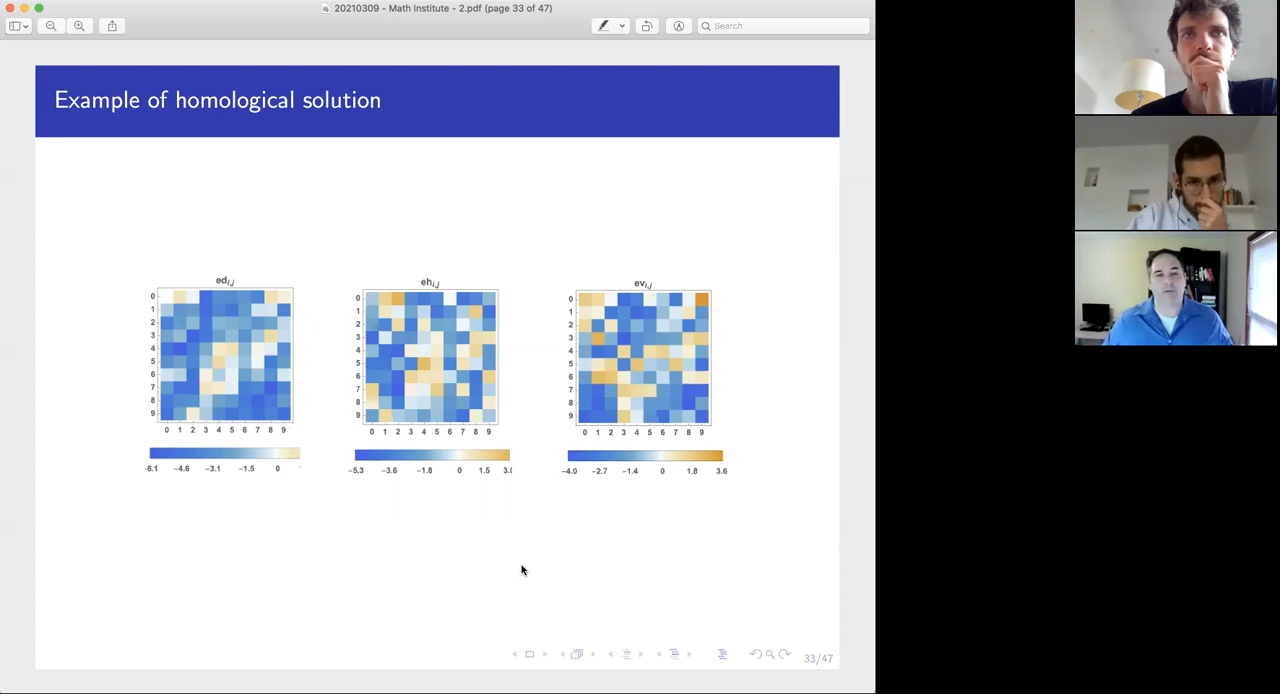 20210309 - Math Institute - 2.pdf (page 33 of 47)
Search
Example of homological solution
ed i,j
0
1
2
3
4
5
6
7
8
9
0 1 2 3 4 5 6 7 8 9
-6.1 -4.6 -3.1 -1.5 0
eh i,j
0
1
2
3
4
5
6
7
8
9
0 1 2 3 4 5 6 7 8 9
-5.3 -3.6 -1.8 0 1.5 3.0
ev i,j
0
1
2
3
4
5
6
7
8
9
0 1 2 3 4 5 6 7 8 9
-4.0 -2.7 -1.4 0 1.8 3.6
33/47